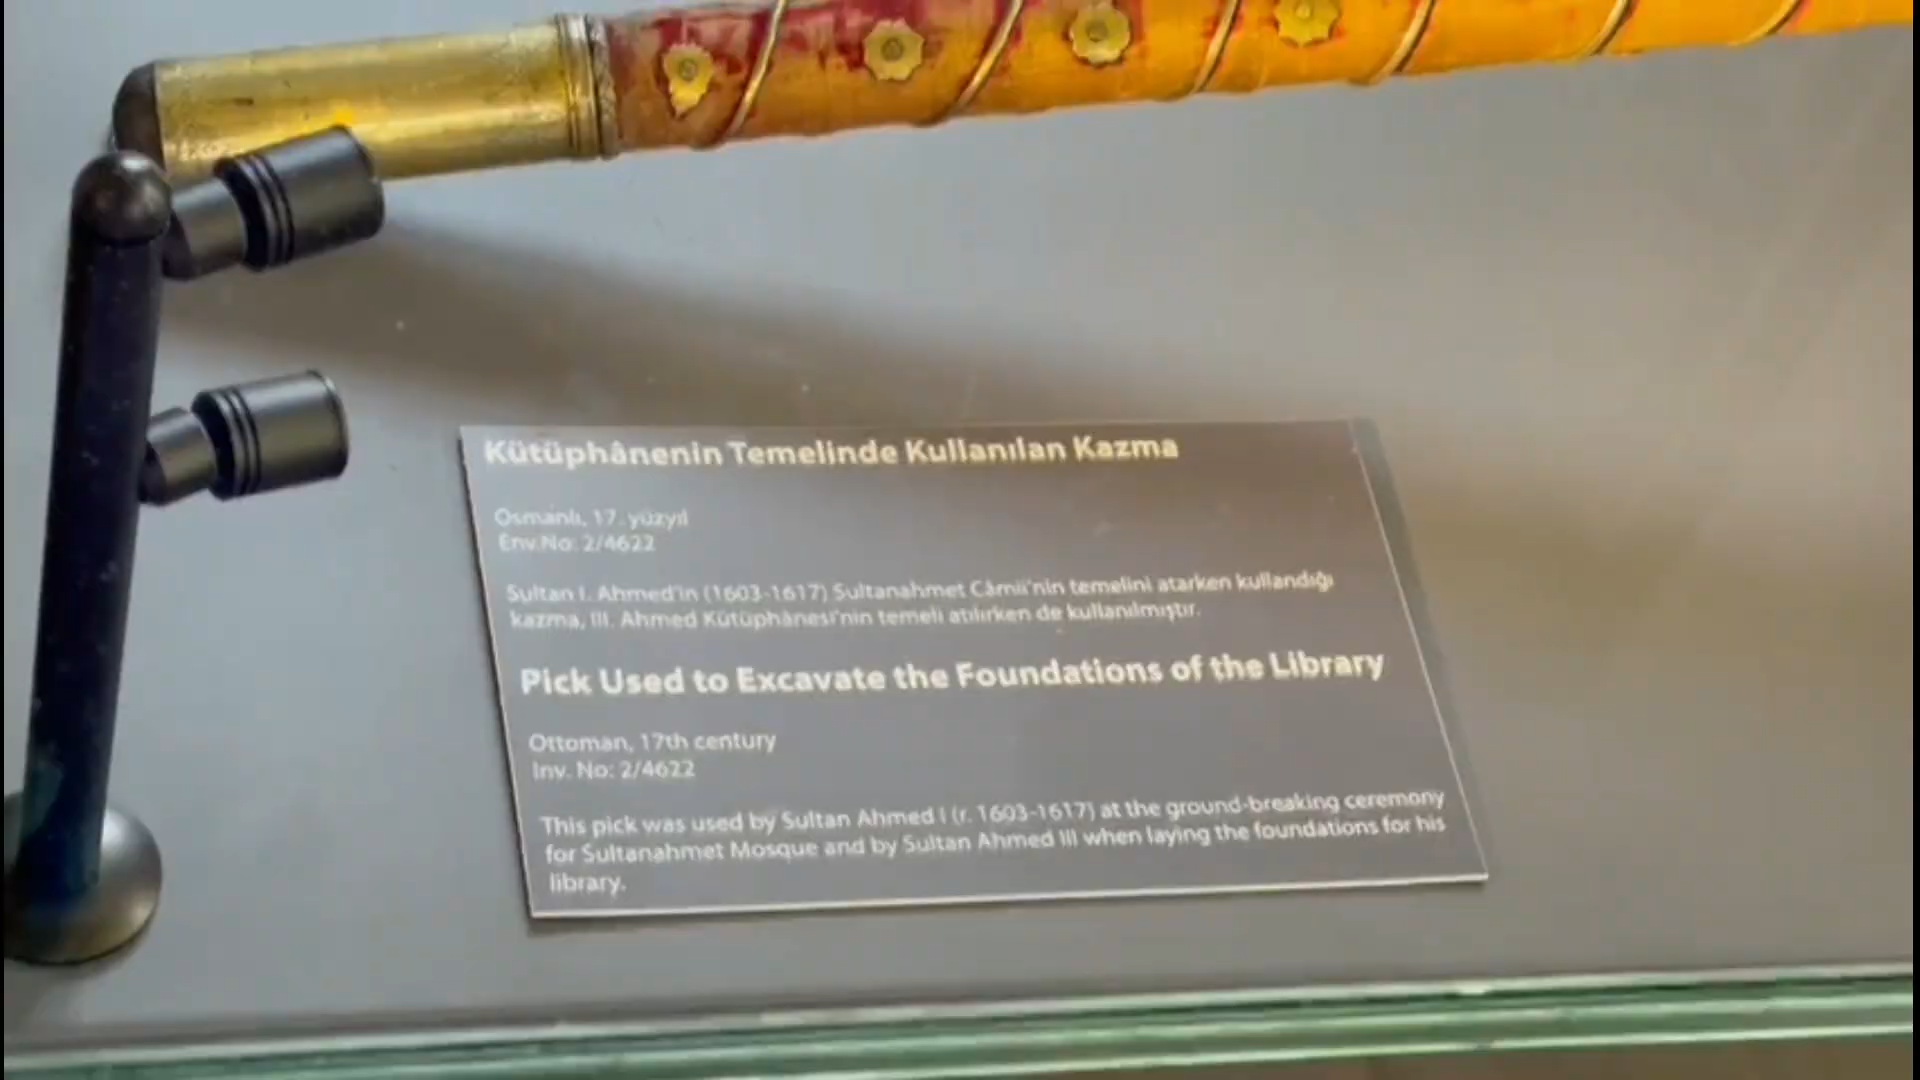 Kütüphânenin Temelinde Kullanılan Kazma
Osmanlı, 17. yüzyıl
Env.No: 2/4622
Sultan I. Ahmed'in (1603-1617) Sultanahmet Câmii'nin temelini atarken kullandığı
kazma, III. Ahmed Kütüphânesi'nin temeli atılırken de kullanılmıştır.
Pick Used to Excavate the Foundations of the Library
Ottoman, 17th century
Inv. No: 2/4622
This pick was used by Sultan Ahmed I (r. 1603-1617) at the ground-breaking ceremony
for Sultanahmet Mosque and by Sultan Ahmed III when laying the foundations for his
library.